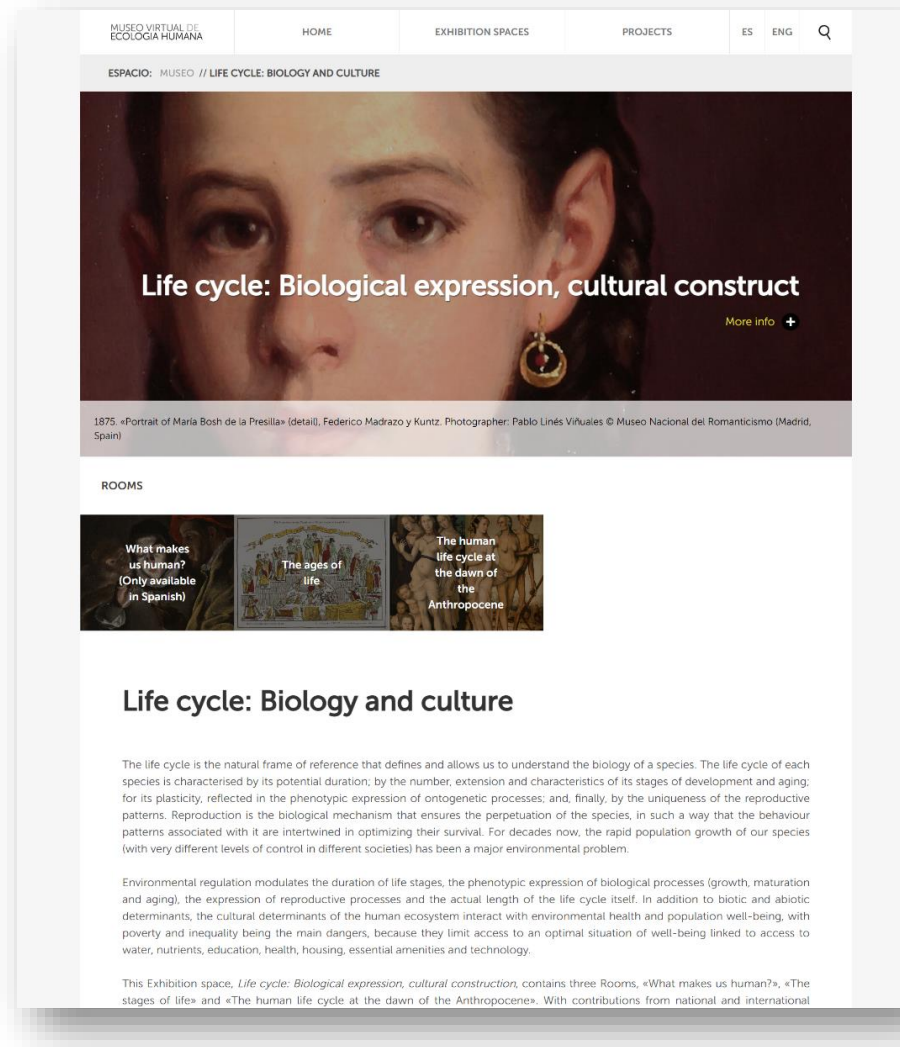 MUSEO VIRTUAL DE
ECOLOGIA HUMANA
HOME
EXHIBITION SPACES
PROJECTS
ES
ENG
ESPACIO: MUSEO // LIFE CYCLE: BIOLOGY AND CULTURE
Life cycle: Biological expression, cultural construct
More info +
1875. «Portrait of María Bosh de la Presilla» (detail), Federico Madrazo y Kuntz. Photographer: Pablo Linés Viñuales © Museo Nacional del Romanticismo (Madrid,
Spain)
ROOMS
What makes
us human?
(Only available
in Spanish)
The ages of
life
The human
life cycle at
the dawn of
the
Anthropocene
Life cycle: Biology and culture
The life cycle is the natural frame of reference that defines and allows us to understand the biology of a species. The life cycle of each
species is characterised by its potential duration; by the number, extension and characteristics of its stages of development and aging;
for its plasticity, reflected in the phenotypic expression of ontogenetic processes; and, finally, by the uniqueness of the reproductive
patterns. Reproduction is the biological mechanism that ensures the perpetuation of the species, in such a way that the behaviour
patterns associated with it are intertwined in optimizing their survival. For decades now, the rapid population growth of our species
(with very different levels of control in different societies) has been a major environmental problem.
Environmental regulation modulates the duration of life stages, the phenotypic expression of biological processes (growth, maturation
and aging), the expression of reproductive processes and the actual length of the life cycle itself. In addition to biotic and abiotic
determinants, the cultural determinants of the human ecosystem interact with environmental health and population well-being, with
poverty and inequality being the main dangers, because they limit access to an optimal situation of well-being linked to access to
water, nutrients, education, health, housing, essential amenities and technology.
This Exhibition space, Life cycle: Biological expression, cultural construction, contains three Rooms, «What makes us human?», «The
stages of life» and «The human life cycle at the dawn of the Anthropocene». With contributions from national and international